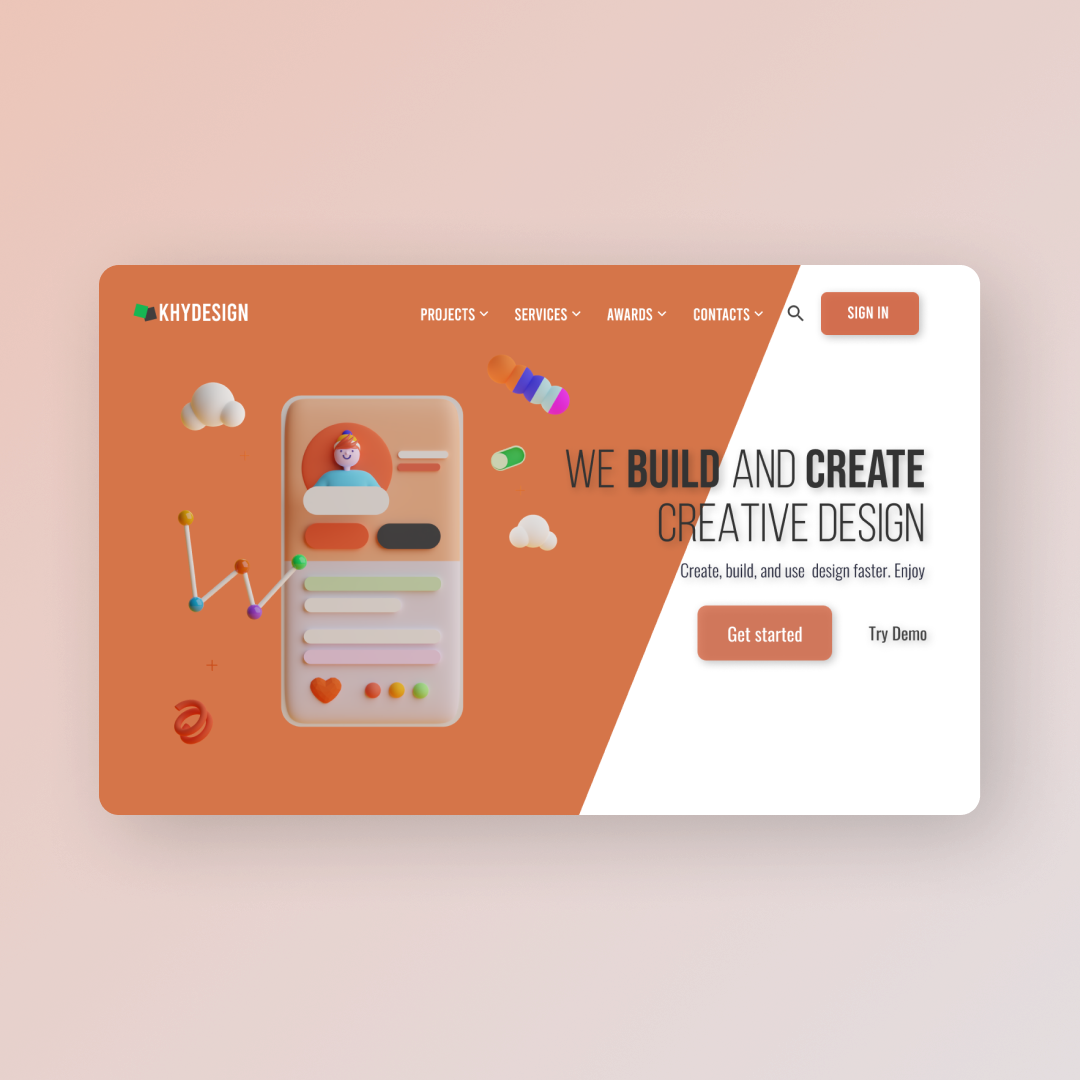 KHYDESIGN
PROJECTS
SERVICES
AWARDS
CONTACTS
SIGN IN
WE BUILD AND CREATE
CREATIVE DESIGN
Create, build, and use design faster. Enjoy
Get started
Try Demo